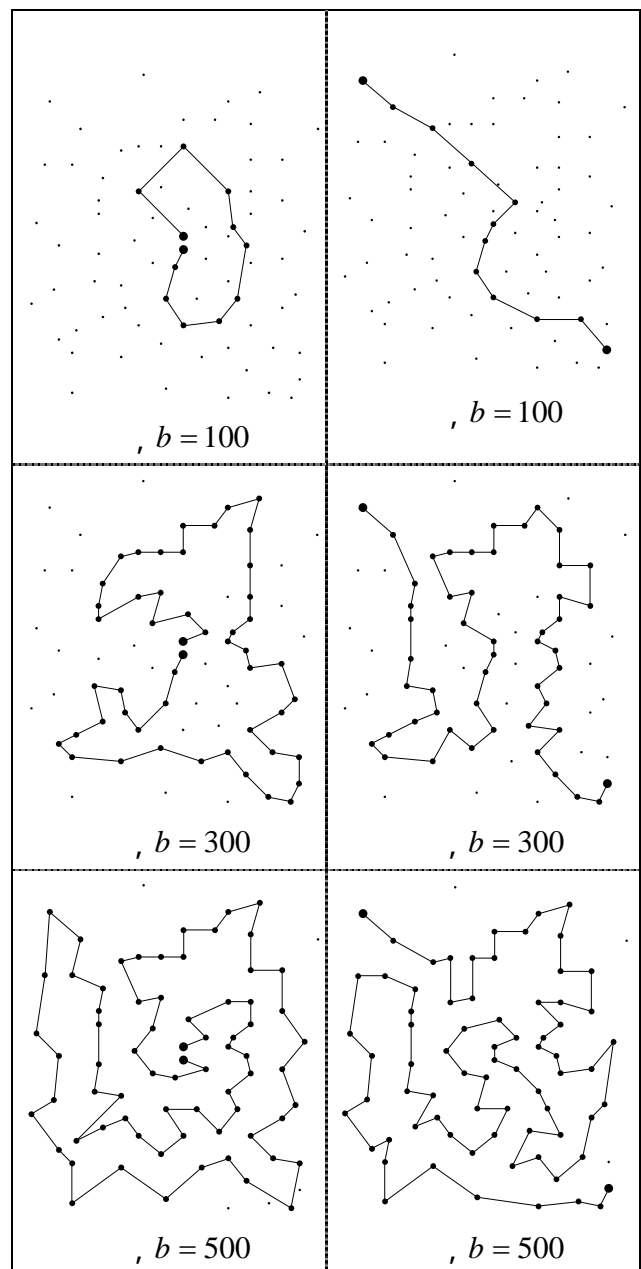 , b = 100
, b = 100
, b = 300
, b = 300
, b = 500
, b = 500